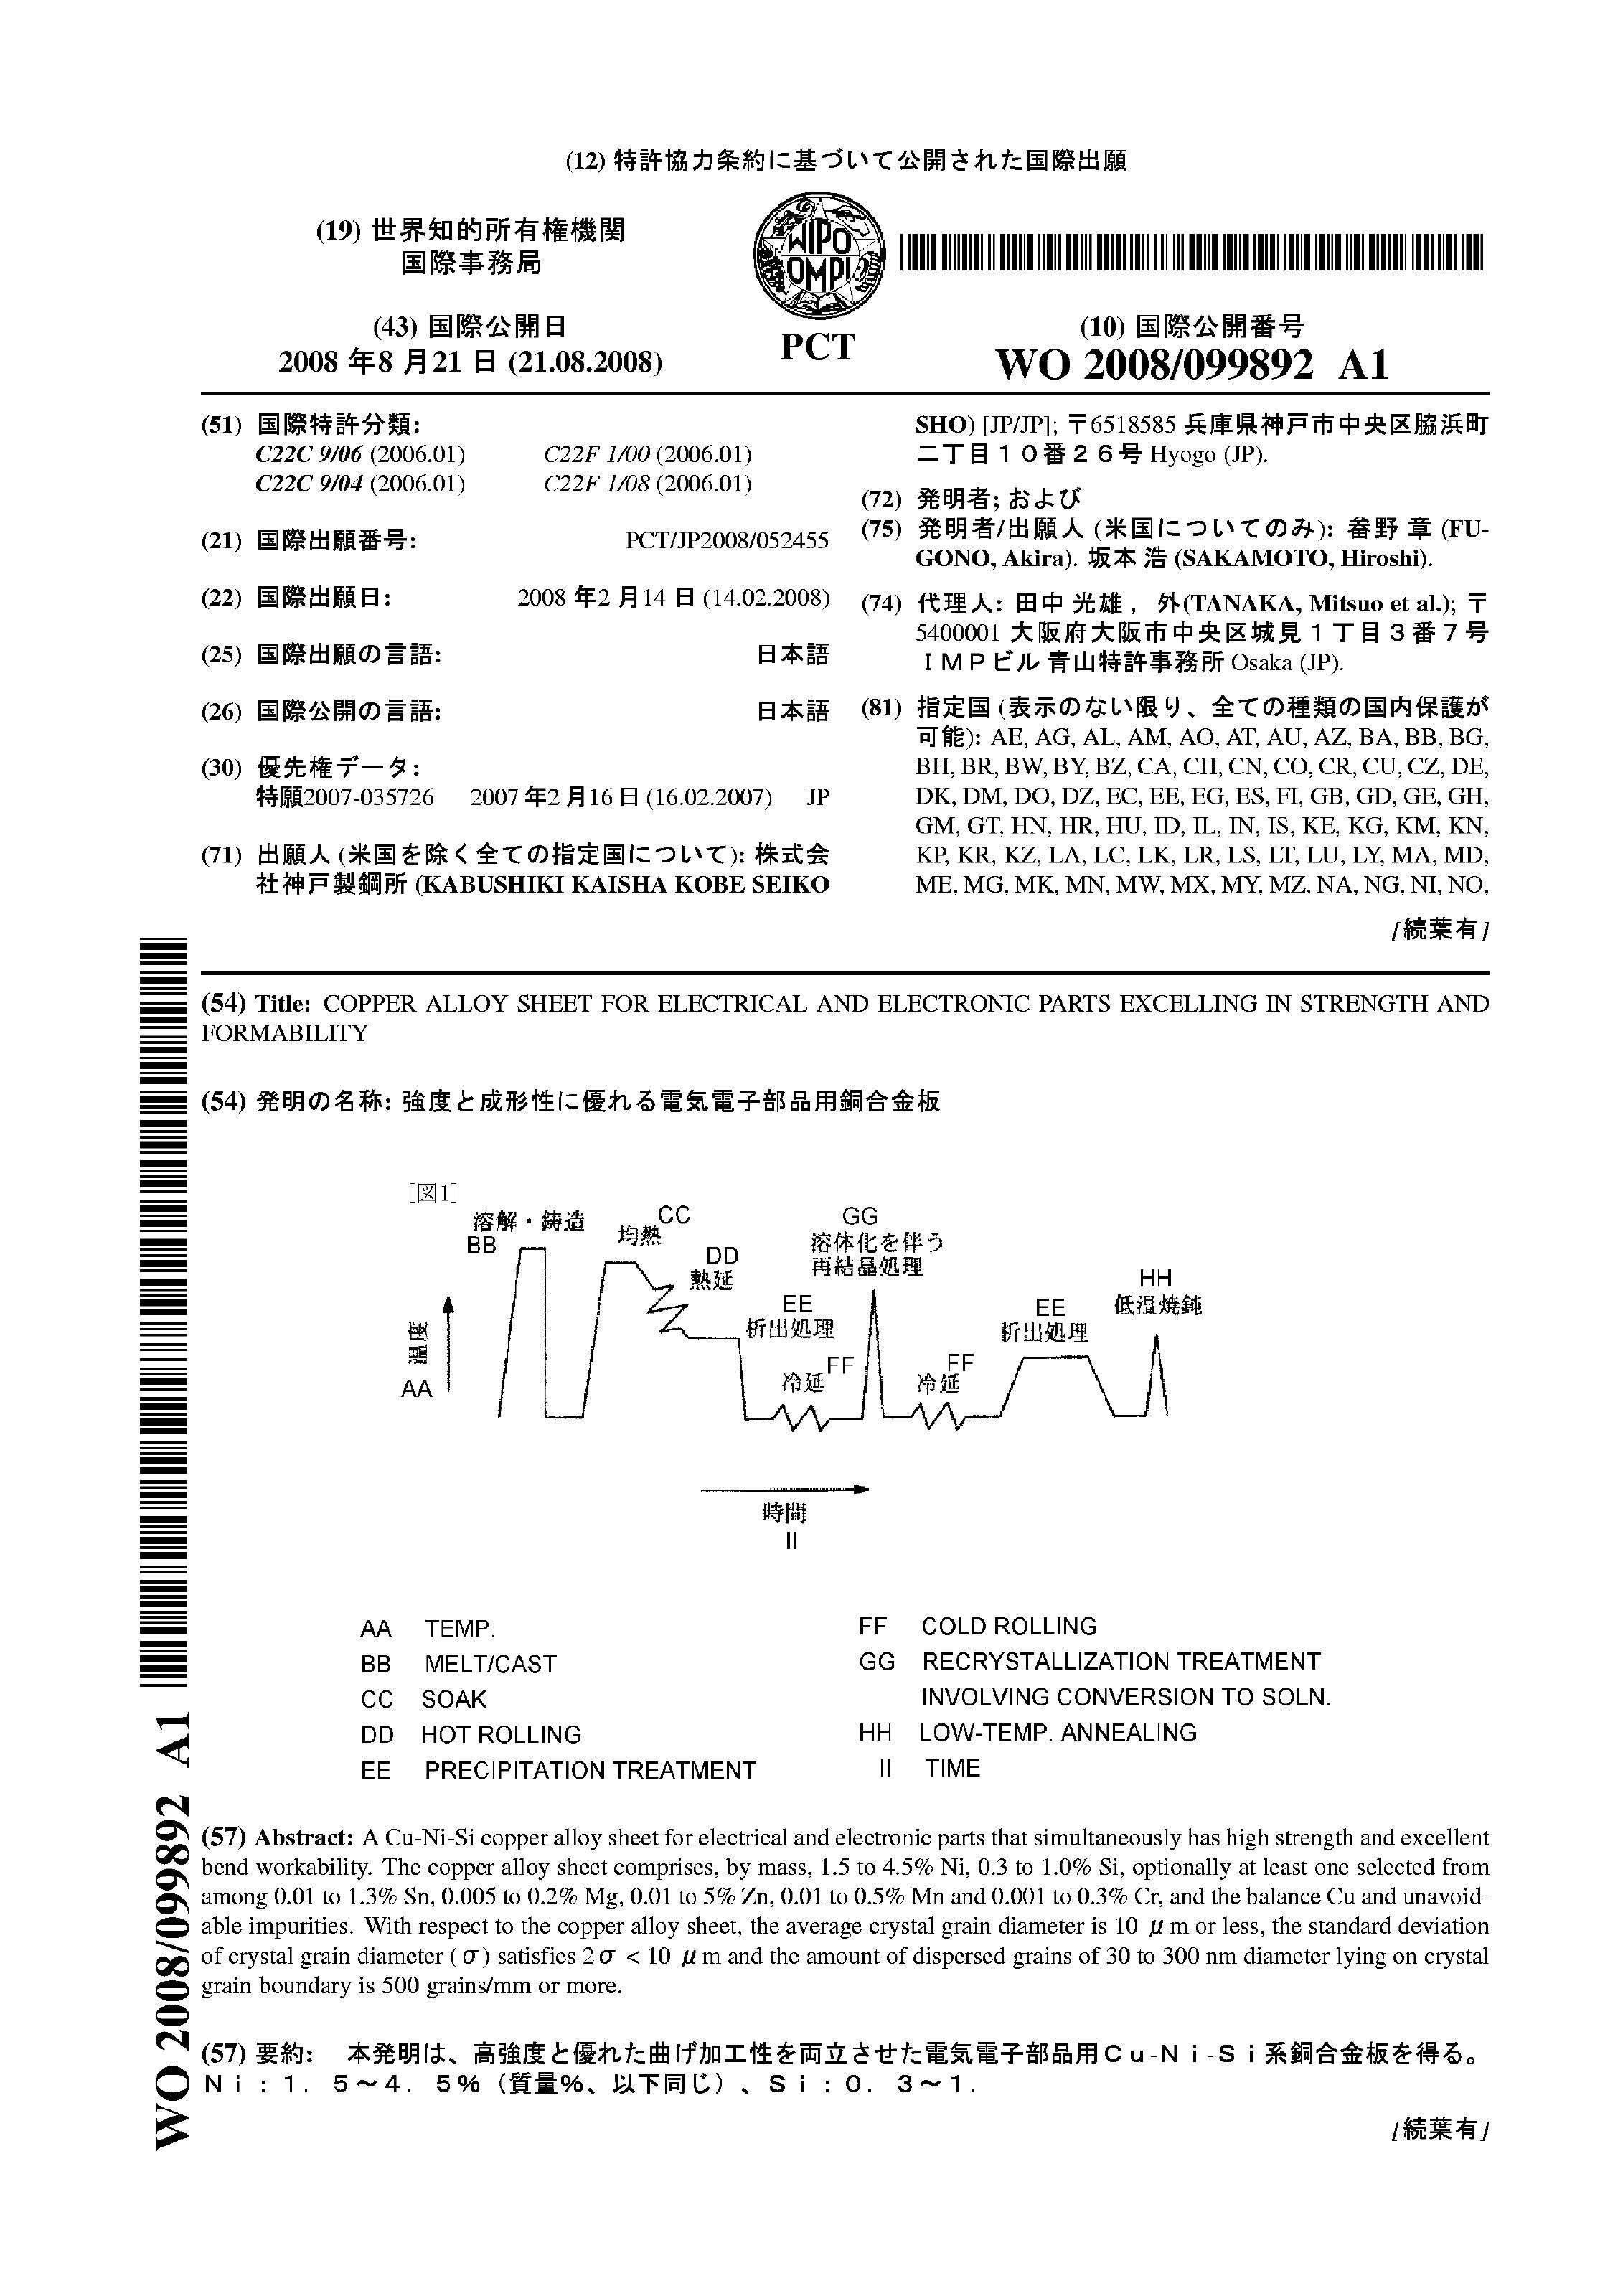 (12) 特許協力条約に基づいて公開された国際出願
(19) 世界知的所有権機関
国際事務局
WIPO
OMPI
PCT
(43) 国際公開日
2008 年8 月21 日 (21.08.2008)
(10) 国際公開番号
WO 2008/099892 A1
(51) 国際特許分類:
C22C 9/06 (2006.01) C22F 1/00 (2006.01)
C22C 9/04 (2006.01) C22F 1/08 (2006.01)
(21) 国際出願番号: PCT/JP2008/052455
(22) 国際出願日: 2008 年2 月14 日 (14.02.2008)
(25) 国際出願の言語: 日本語
(26) 国際公開の言語: 日本語
(30) 優先権データ:
特願2007-035726 2007 年2 月16 日 (16.02.2007) JP
(71) 出願人 (米国を除く全ての指定国について): 株式会
社神戸製鋼所 (KABUSHIKI KAISHA KOBE SEIKO
SHO) [JP/JP]; 〒6518585 兵庫県神戸市中央区脇浜町
二丁目１０番２６号 Hyogo (JP).
(72) 発明者; および
(75) 発明者/出願人 (米国についてのみ): 畚野 章 (FU-
GONO, Akira). 坂本 浩 (SAKAMOTO, Hiroshi).
(74) 代理人: 田中 光雄， 外(TANAKA, Mitsuo et al.); 〒
5400001 大阪府大阪市中央区城見１丁目３番７号
ＩＭＰビル 青山特許事務所 Osaka (JP).
(81) 指定国 (表示のない限り、全ての種類の国内保護が
可能): AE, AG, AL, AM, AO, AT, AU, AZ, BA, BB, BG,
BH, BR, BW, BY, BZ, CA, CH, CN, CO, CR, CU, CZ, DE,
DK, DM, DO, DZ, EC, EE, EG, ES, FI, GB, GD, GE, GH,
GM, GT, HN, HR, HU, ID, IL, IN, IS, KE, KG, KM, KN,
KP, KR, KZ, LA, LC, LK, LR, LS, LT, LU, LY, MA, MD,
ME, MG, MK, MN, MW, MX, MY, MZ, NA, NG, NI, NO,
[続葉有]
(54) Title: COPPER ALLOY SHEET FOR ELECTRICAL AND ELECTRONIC PARTS EXCELLING IN STRENGTH AND
FORMABILITY
(54) 発明の名称: 強度と成形性に優れる電気電子部品用銅合金板
[図1]
溶解・鋳造
BB
CC
均熱
DD
熱延
GG
溶体化を伴う
再結晶処理
EE
析出処理
FF
冷延
FF
冷延
EE
析出処理
HH
低温焼鈍
温度
AA
時間
II
AA TEMP.
BB MELT/CAST
CC SOAK
DD HOT ROLLING
EE PRECIPITATION TREATMENT
FF COLD ROLLING
GG RECRYSTALLIZATION TREATMENT
INVOLVING CONVERSION TO SOLN.
HH LOW-TEMP. ANNEALING
II TIME
(57) Abstract: A Cu-Ni-Si copper alloy sheet for electrical and electronic parts that simultaneously has high strength and excellent
bend workability. The copper alloy sheet comprises, by mass, 1.5 to 4.5% Ni, 0.3 to 1.0% Si, optionally at least one selected from
among 0.01 to 1.3% Sn, 0.005 to 0.2% Mg, 0.01 to 5% Zn, 0.01 to 0.5% Mn and 0.001 to 0.3% Cr, and the balance Cu and unavoid-
able impurities. With respect to the copper alloy sheet, the average crystal grain diameter is 10 μm or less, the standard deviation
of crystal grain diameter (σ) satisfies 2σ < 10 μm and the amount of dispersed grains of 30 to 300 nm diameter lying on crystal
grain boundary is 500 grains/mm or more.
(57) 要約: 本発明は、高強度と優れた曲げ加工性を両立させた電気電子部品用Ｃｕ-Ｎｉ-Ｓｉ系銅合金板を得る。
Ｎｉ：１．５～４．５％（質量％、以下同じ）、Ｓｉ：０．３～１．
[続葉有]
WO 2008/099892 A1